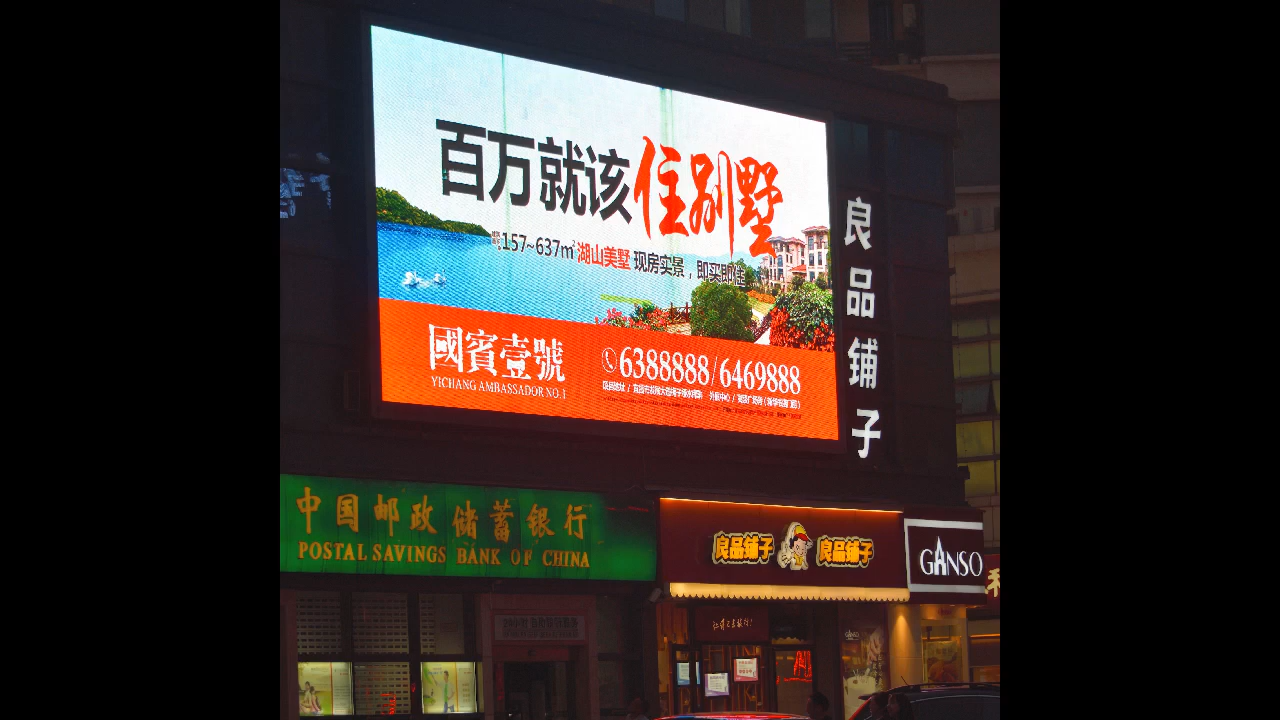 百万就该住别墅
157~637㎡ 湖山美墅 现房实景，即买即住
國賓壹號
YICHANG AMBASSADOR NO.1
6388888/6469888
良品铺子
中国邮政储蓄银行
POSTAL SAVINGS BANK OF CHINA
良品铺子
良品铺子
GANSO